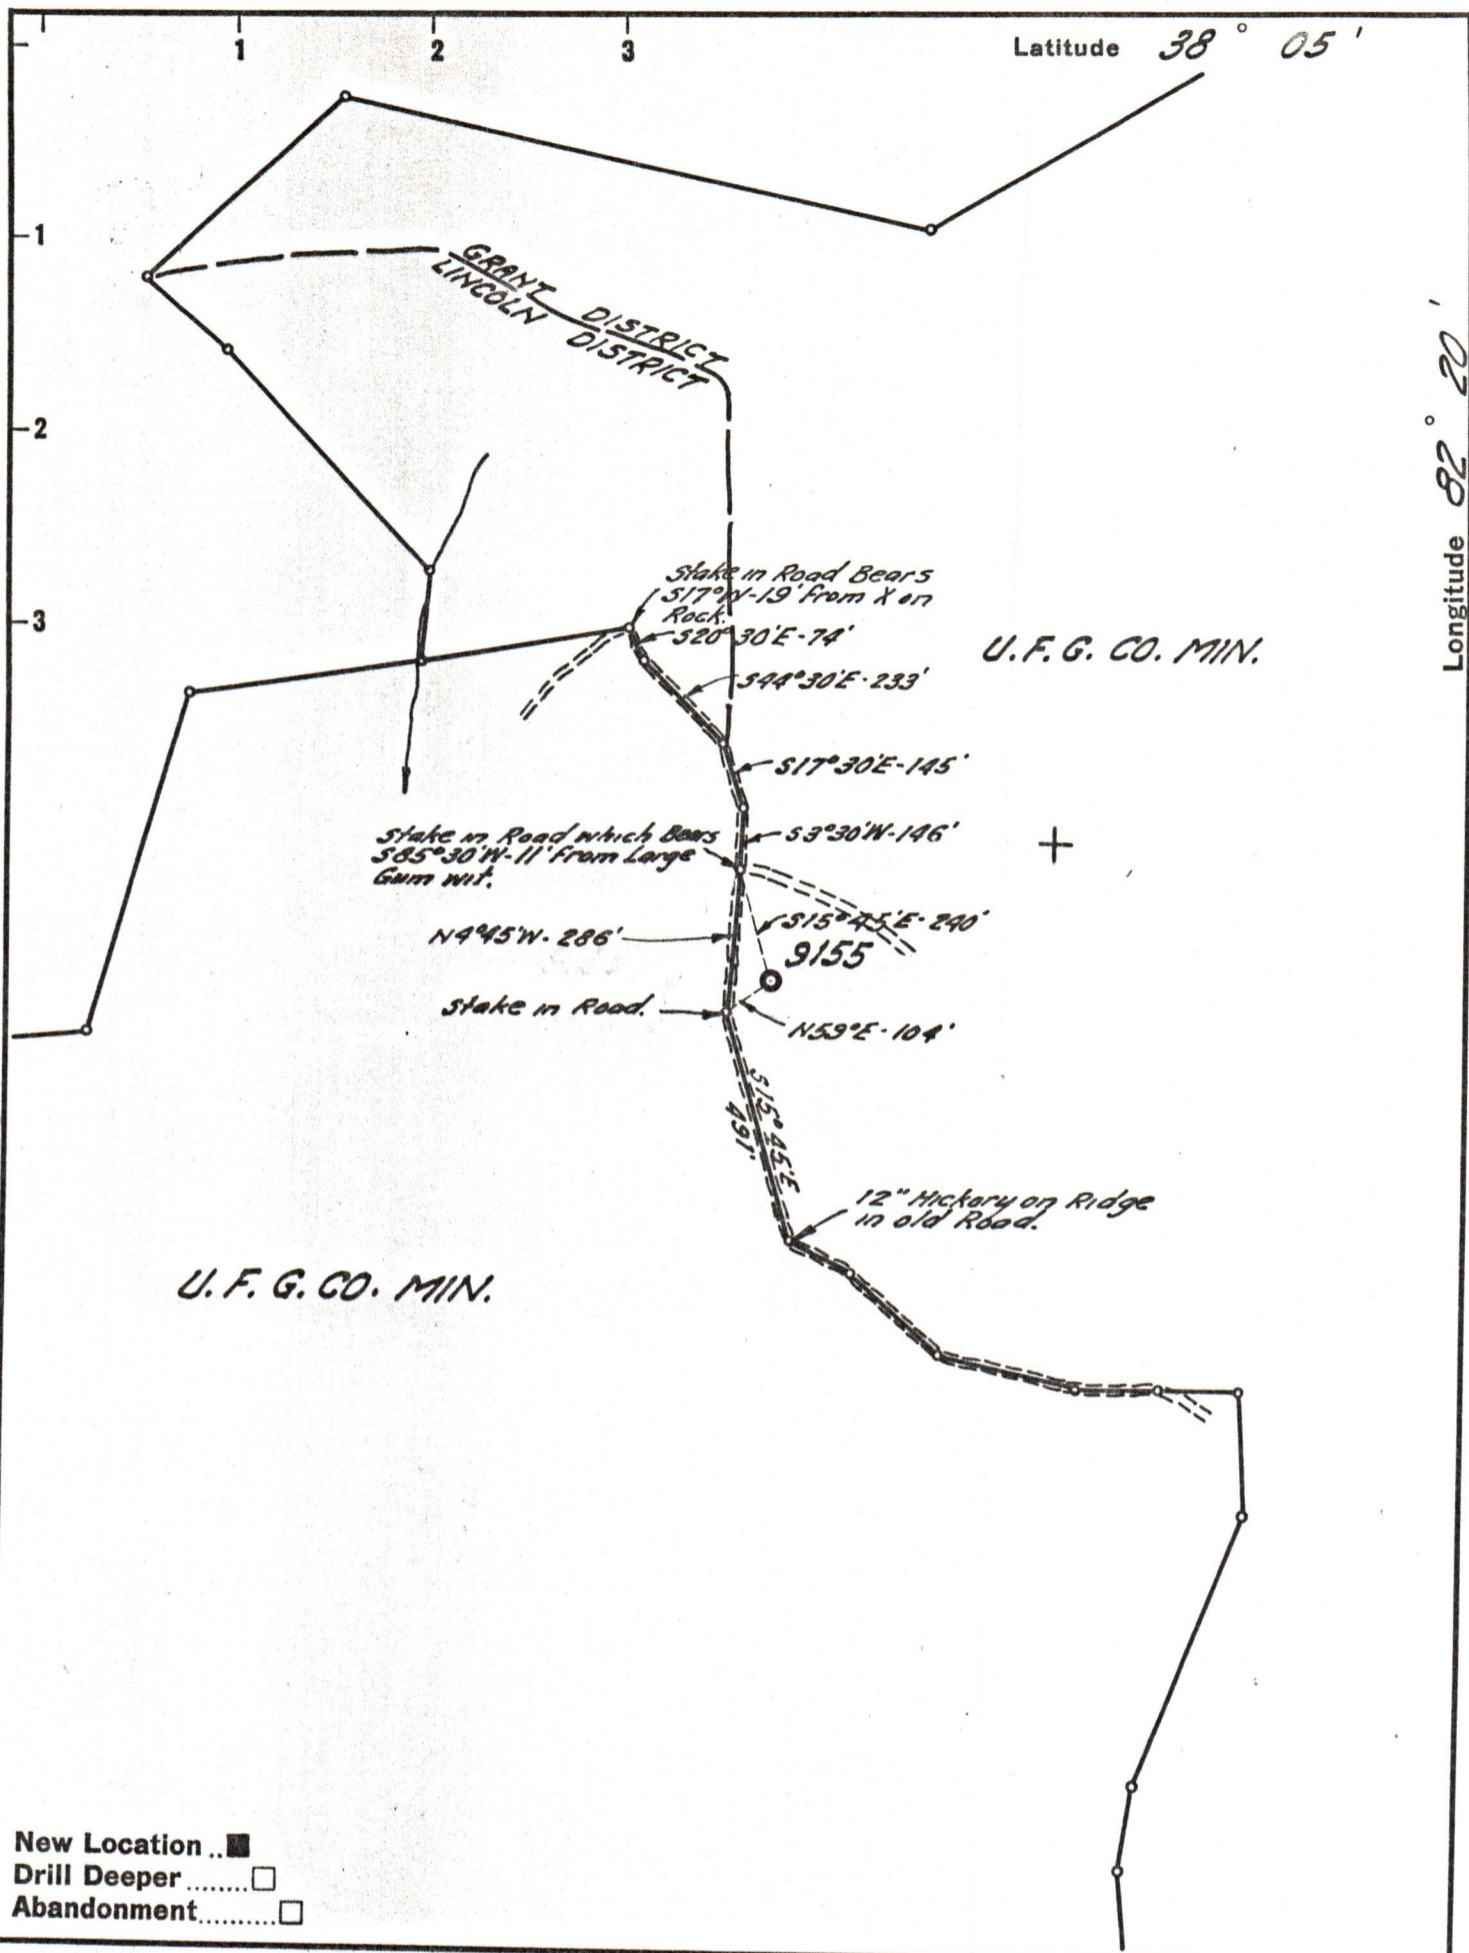 1 2 3
Latitude 38° 05'
1
GRANT DISTRICT
LINCOLN DISTRICT
2
Longitude 82° 20'
Stake in Road Bears
S17°W-19' From X on
Rock.
3
S20°30'E-74'
U.F.G. CO. MIN.
S44°30'E-233'
S17°30'E-145'
Stake in Road which Bears
S85°30'W-11' From Large
Gum wit.
S3°30'W-146'
S15°45'E-240'
N4°45'W-286'
9155
Stake in Road.
N59°E-104'
S15°45'E
491'
12" Hickory on Ridge
in old Road.
U.F.G. CO. MIN.
New Location ..■
Drill Deeper ........□
Abandonment..........□